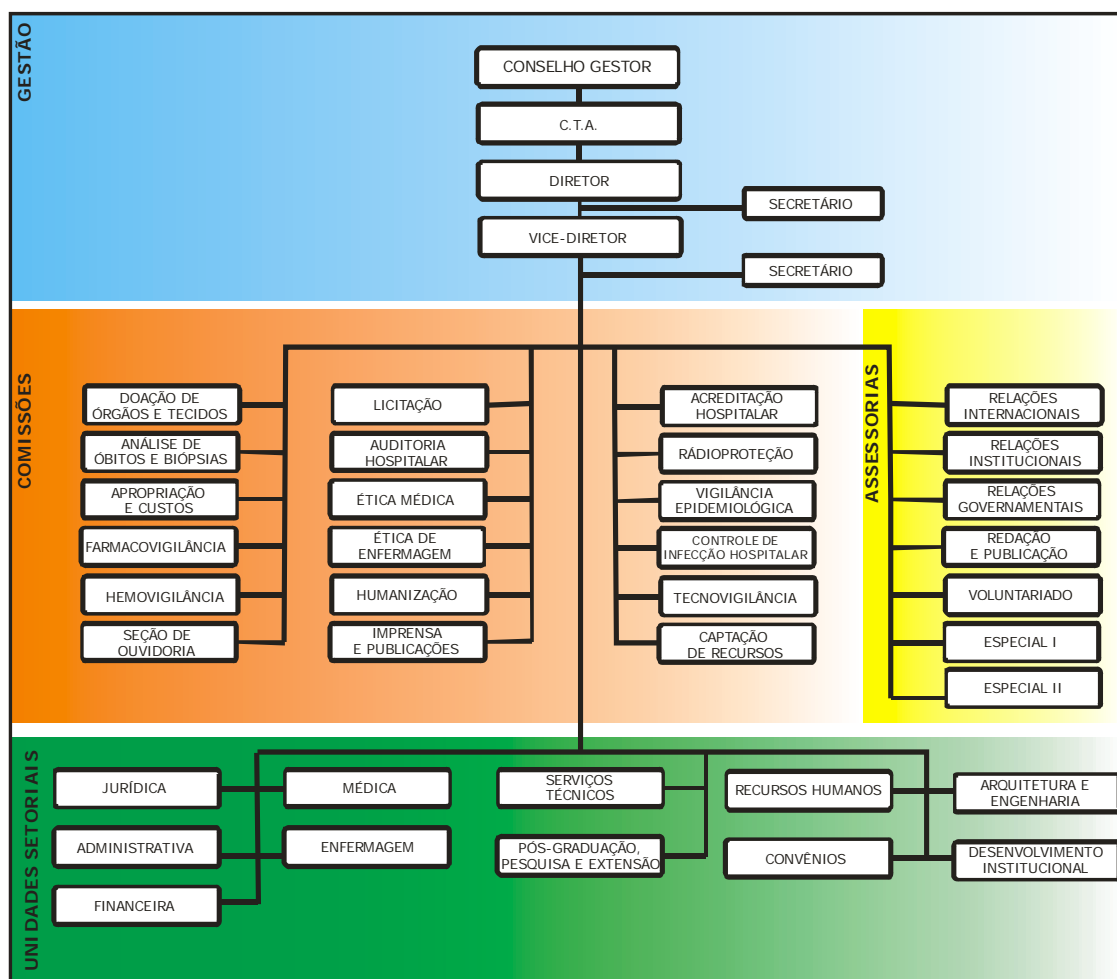 GESTÃO
CONSELHO GESTOR
C.T.A.
DIRETOR
SECRETÁRIO
VICE-DIRETOR
SECRETÁRIO
COMISSÕES
DOAÇÃO DE
ÓRGÃOS E TECIDOS
ANÁLISE DE
ÓBITOS E BIÓPSIAS
APROPRIAÇÃO
E CUSTOS
FARMACOVIGILÂNCIA
HEMOVIGILÂNCIA
SEÇÃO DE
OUVIDORIA
LICITAÇÃO
AUDITORIA
HOSPITALAR
ÉTICA MÉDICA
ÉTICA DE
ENFERMAGEM
HUMANIZAÇÃO
IMPRENSA
E PUBLICAÇÕES
ACREDITAÇÃO
HOSPITALAR
RÁDIOPROTEÇÃO
VIGILÂNCIA
EPIDEMIOLÓGICA
CONTROLE DE
INFECÇÃO HOSPITALAR
TECNOVIGILÂNCIA
CAPTAÇÃO
DE RECURSOS
ASSESSORIAS
RELAÇÕES
INTERNACIONAIS
RELAÇÕES
INSTITUCIONAIS
RELAÇÕES
GOVERNAMENTAIS
REDAÇÃO
E PUBLICAÇÃO
VOLUNTARIADO
ESPECIAL I
ESPECIAL II
UNIDADES SETORIAIS
JURÍDICA
MÉDICA
ADMINISTRATIVA
ENFERMAGEM
FINANCEIRA
SERVIÇOS
TÉCNICOS
PÓS-GRADUAÇÃO,
PESQUISA E EXTENSÃO
RECURSOS HUMANOS
CONVÊNIOS
ARQUITETURA E
ENGENHARIA
DESENVOLVIMENTO
INSTITUCIONAL